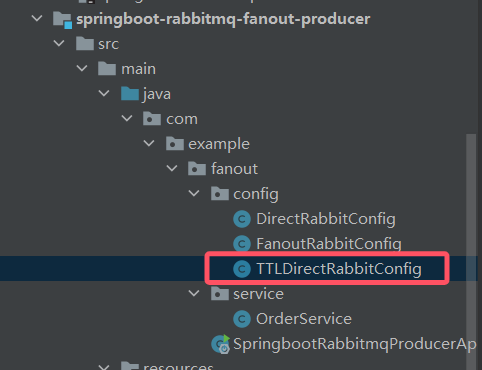 springboot-rabbitmq-fanout-producer
src
main
java
com
example
fanout
config
DirectRabbitConfig
FanoutRabbitConfig
TTLDirectRabbitConfig
service
OrderService
SpringbootRabbitmqProducerAp
resources